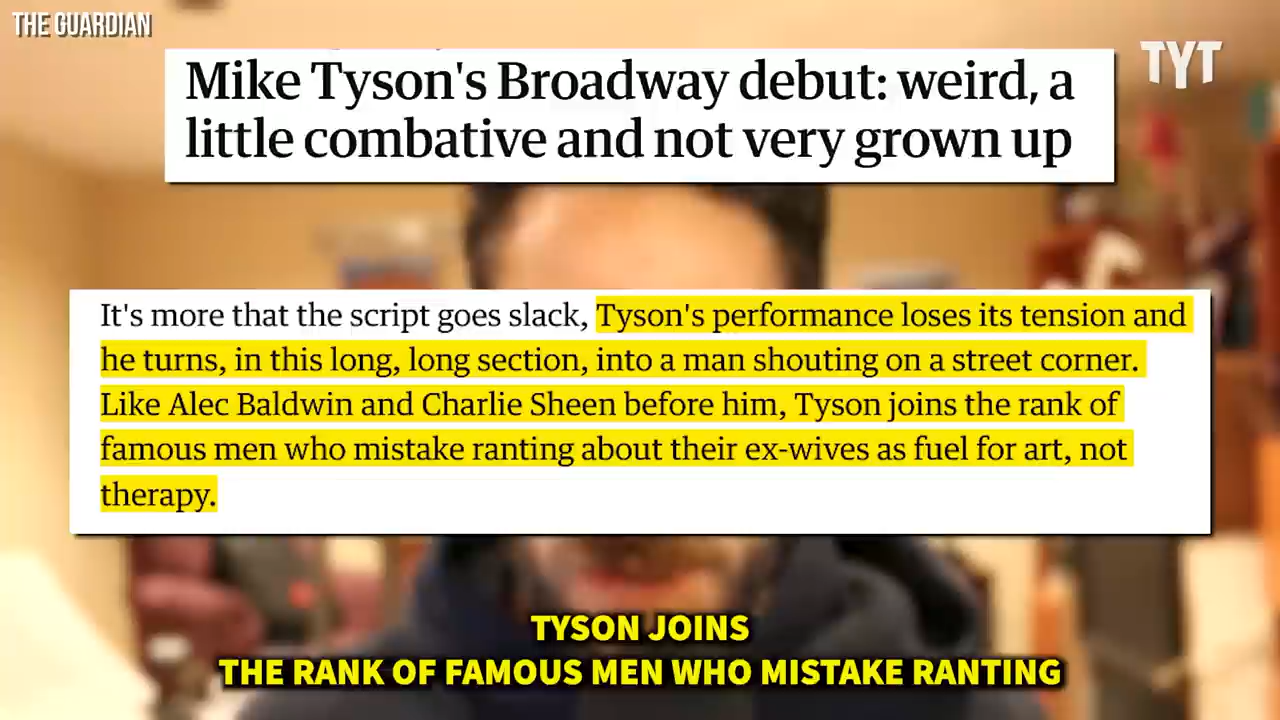 THE GUARDIAN
TYT
Mike Tyson's Broadway debut: weird, a
little combative and not very grown up
It's more that the script goes slack, Tyson's performance loses its tension and
he turns, in this long, long section, into a man shouting on a street corner.
Like Alec Baldwin and Charlie Sheen before him, Tyson joins the rank of
famous men who mistake ranting about their ex-wives as fuel for art, not
therapy.
TYSON JOINS
THE RANK OF FAMOUS MEN WHO MISTAKE RANTING